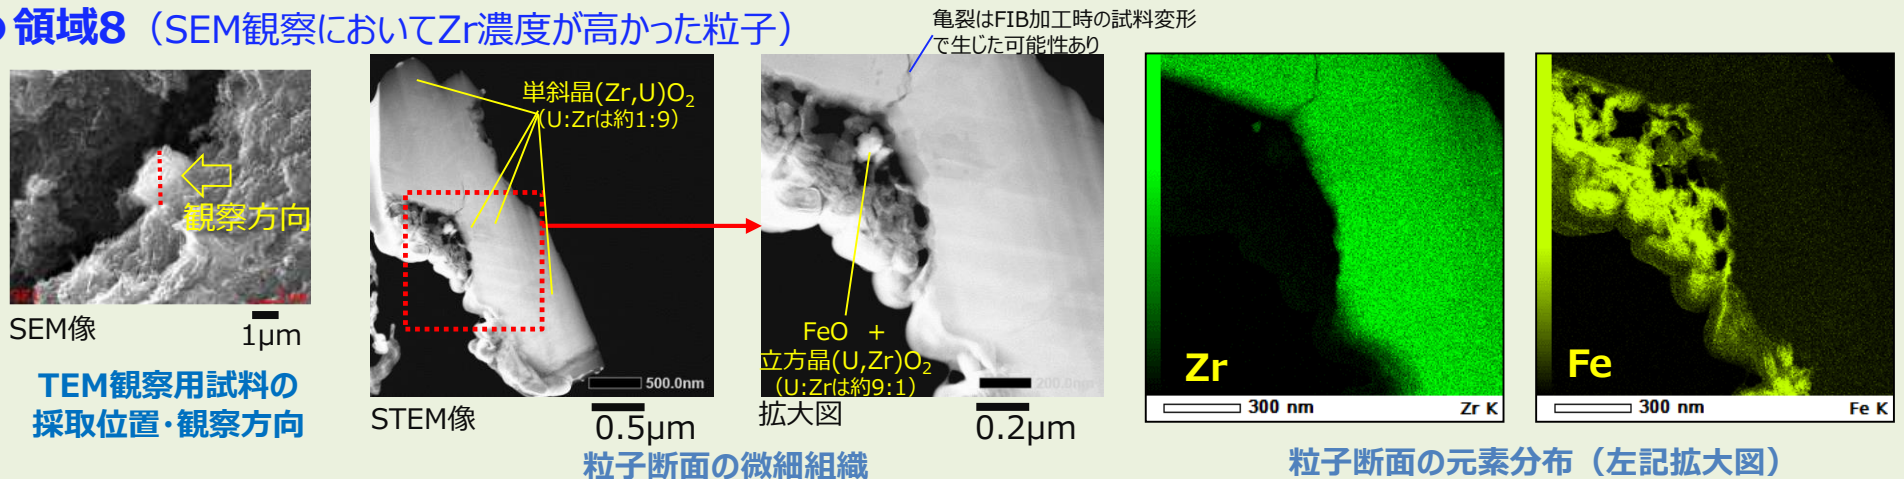 領域8（SEM観察においてZr濃度が高かった粒子）
亀裂はFIB加工時の試料変形
で生じた可能性あり
観察方向
SEM像
1μm
TEM観察用試料の
採取位置・観察方向
単斜晶(Zr,U)O2
（U:Zrは約1:9）
500.0nm
STEM像
0.5μm
FeO +
立方晶(U,Zr)O2
（U:Zrは約9:1）
200.0nm
拡大図
0.2μm
粒子断面の微細組織
Zr
300 nm
Zr K
Fe
300 nm
Fe K
粒子断面の元素分布（左記拡大図）